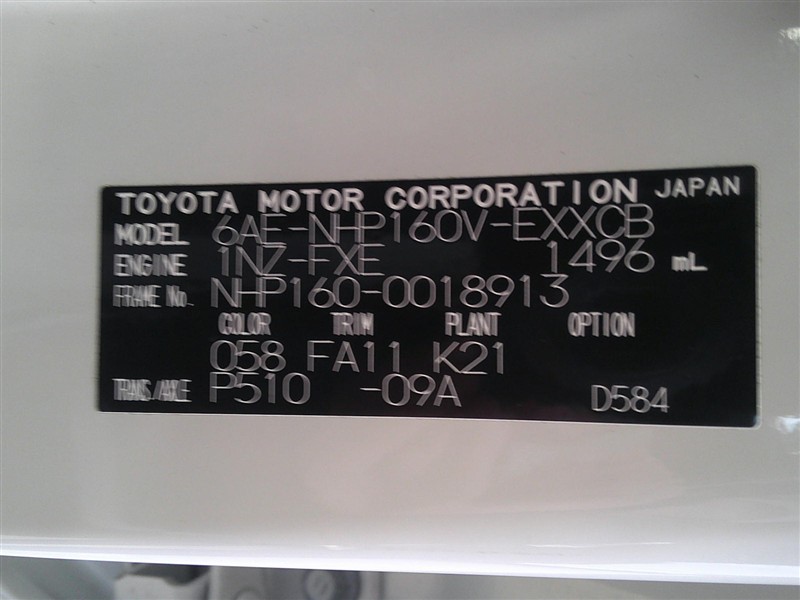 TOYOTA MOTOR CORPORATION JAPAN
MODEL 6AE-NHP160V-EXXCB
ENGINE 1NZ-FXE 1496 mL
FRAME No. NHP160-0018913
COLOR TRIM PLANT OPTION
058 FA11 K21
TRANS/AXLE P510 -09A D584